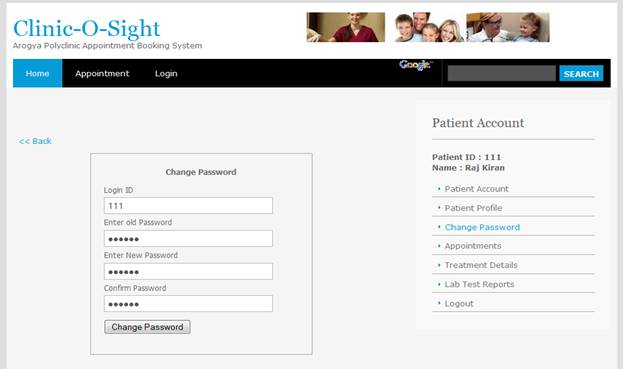 Clinic-O-Sight
Arogya Polyclinic Appointment Booking System
Home Appointment Login Google SEARCH
<< Back
Change Password
Login ID
111
Enter old Password
●●●●●●
Enter New Password
●●●●●●
Confirm Password
●●●●●●
Change Password
Patient Account
Patient ID : 111
Name : Raj Kiran
Patient Account
Patient Profile
Change Password
Appointments
Treatment Details
Lab Test Reports
Logout